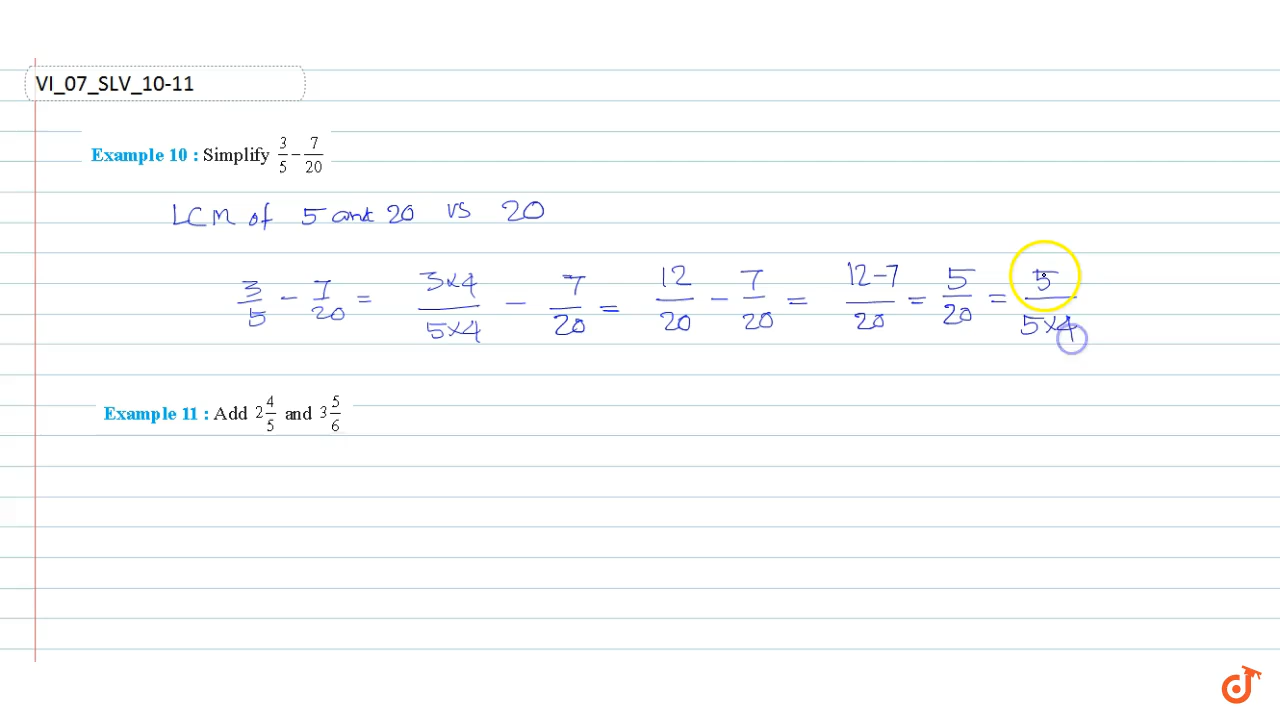 VI_07_SLV_10-11
Example 10 : Simplify 3/5 − 7/20
LCM of 5 and 20 is 20
3/5 − 7/20 = 3×4/5×4 − 7/20 = 12/20 − 7/20 = 12−7/20 = 5/20 = 5/5×4
Example 11 : Add 2 4/5 and 3 5/6